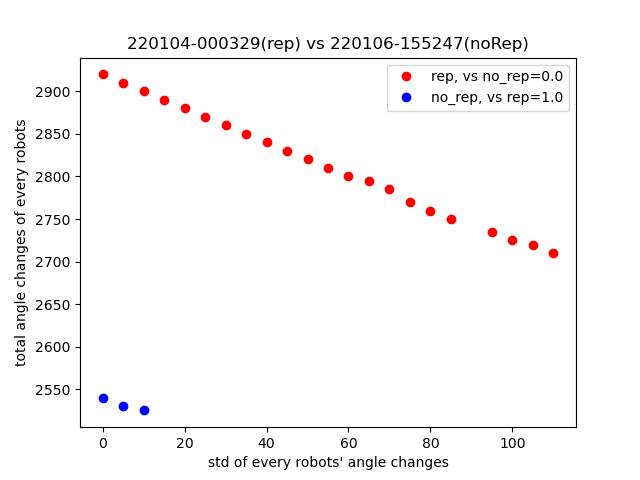 220104-000329(rep) vs 220106-155247(noRep)
rep, vs no_rep=0.0
no_rep, vs rep=1.0
total angle changes of every robots
2900
2850
2800
2750
2700
2650
2600
2550
0 20 40 60 80 100
std of every robots' angle changes